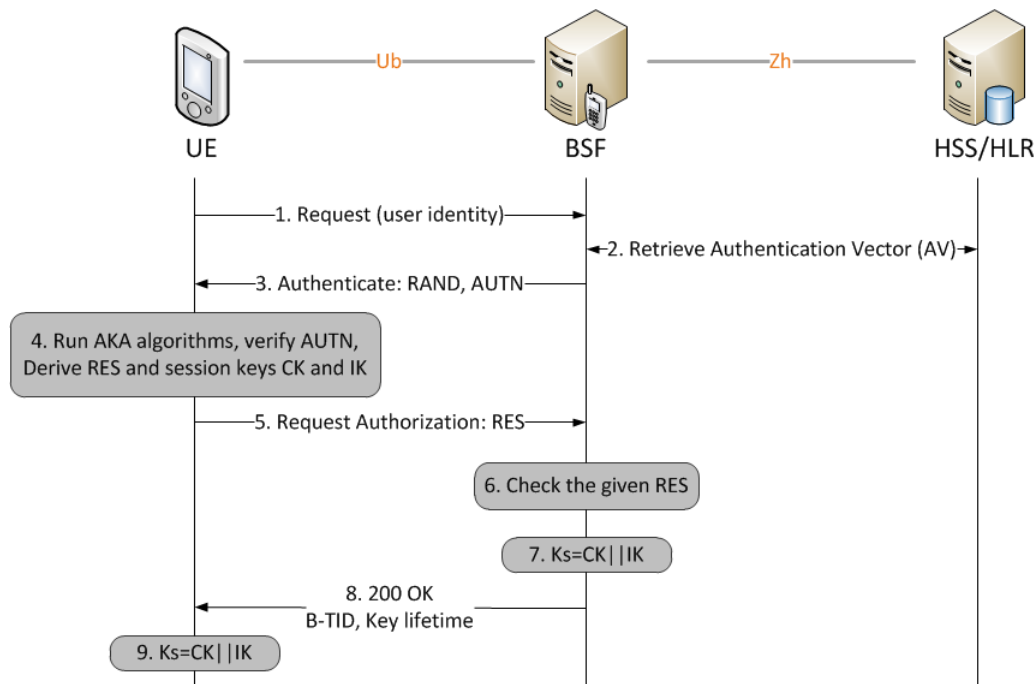 Ub
Zh
UE
BSF
HSS/HLR
1. Request (user identity)
2. Retrieve Authentication Vector (AV)
3. Authenticate: RAND, AUTN
4. Run AKA algorithms, verify AUTN,
Derive RES and session keys CK and IK
5. Request Authorization: RES
6. Check the given RES
7. Ks=CK||IK
8. 200 OK
B-TID, Key lifetime
9. Ks=CK||IK